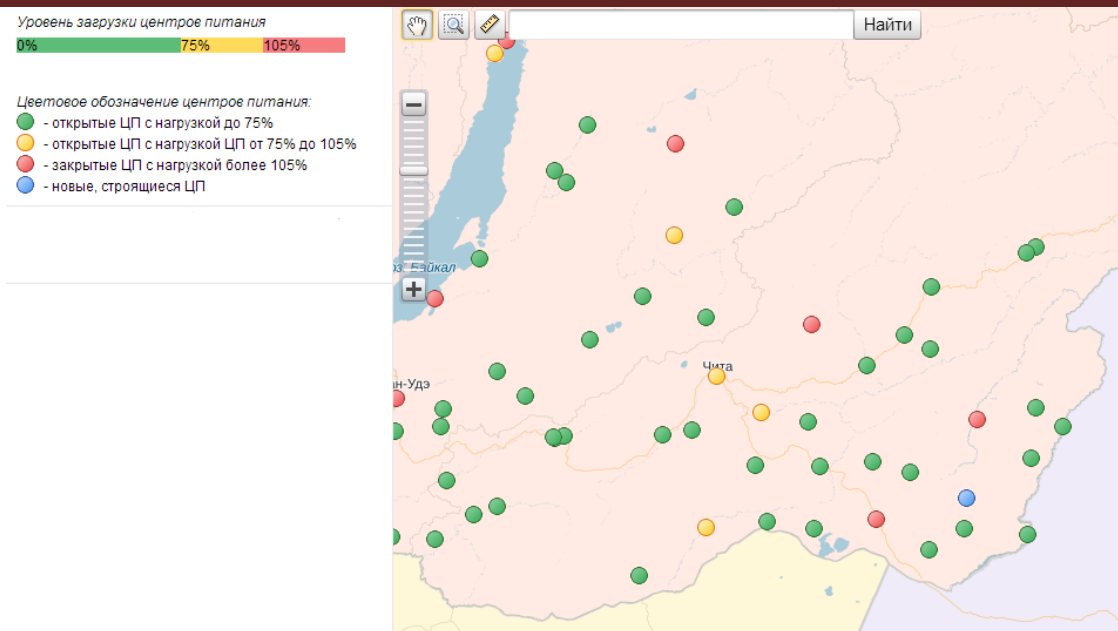 Уровень загрузки центров питания
0% 75% 105%
Цветовое обозначение центров питания:
- открытые ЦП с нагрузкой до 75%
- открытые ЦП с нагрузкой ЦП от 75% до 105%
- закрытые ЦП с нагрузкой более 105%
- новые, строящиеся ЦП
Найти
оз. Байкал
Чита
ан-Удэ